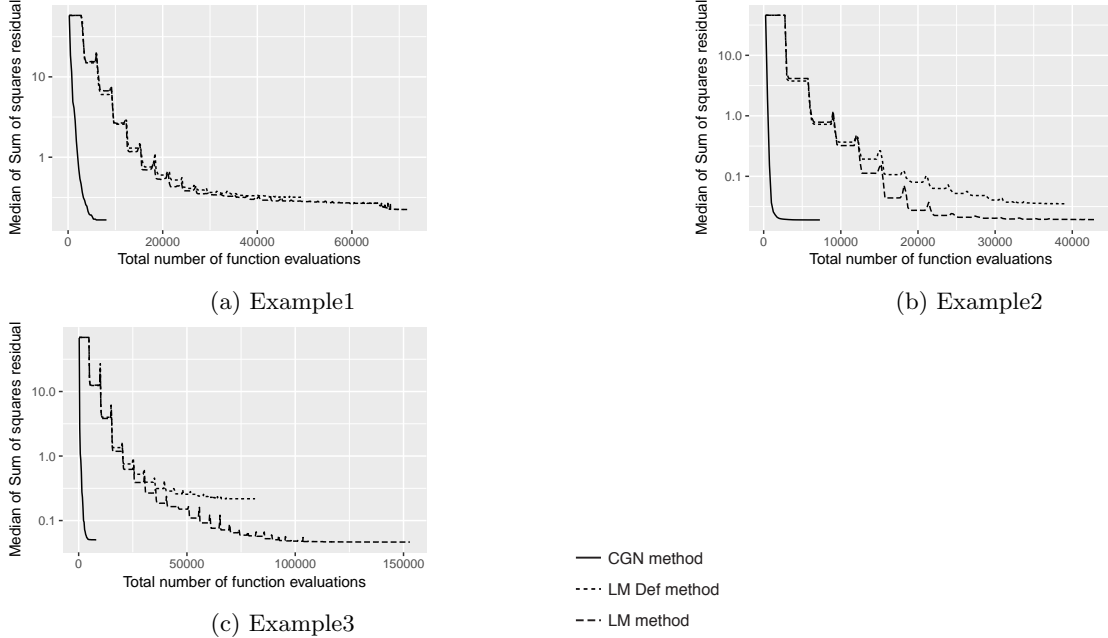 Median of Sum of squares residual
10
1
0
20000
40000
60000
Total number of function evaluations
(a) Example1
Median of Sum of squares residual
10.0
1.0
0.1
0
10000
20000
30000
40000
Total number of function evaluations
(b) Example2
Median of Sum of squares residual
10.0
1.0
0.1
0
50000
100000
150000
Total number of function evaluations
(c) Example3
CGN method
LM Def method
LM method